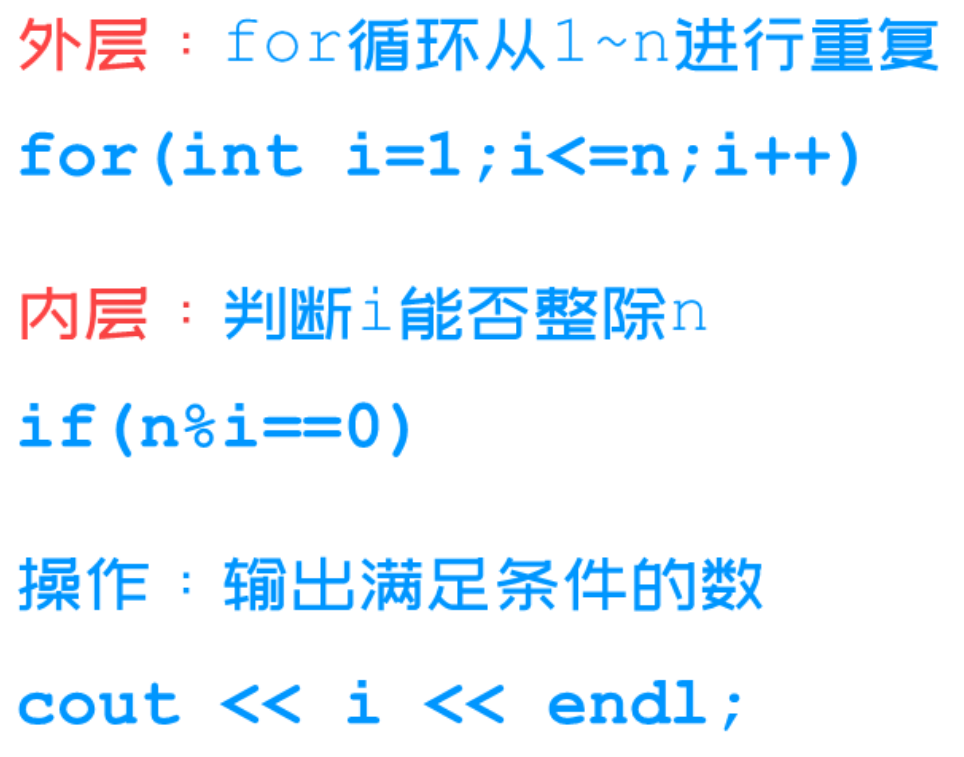 外层：for循环从1~n进行重复
for(int i=1;i<=n;i++)
内层：判断i能否整除n
if(n%i==0)
操作：输出满足条件的数
cout << i << endl;